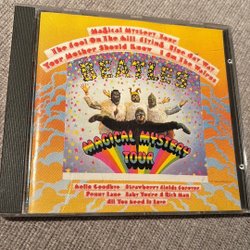 Magical Mystery Tour
The Fool On The Hill Flying Blue Jay Way
Your Mother Should Know I Am The Walrus
BEATLES
MAGICAL MYSTERY
TOUR
Hello Goodbye Strawberry Fields Forever
Penny Lane Baby You're A Rich Man
All You Need Is Love